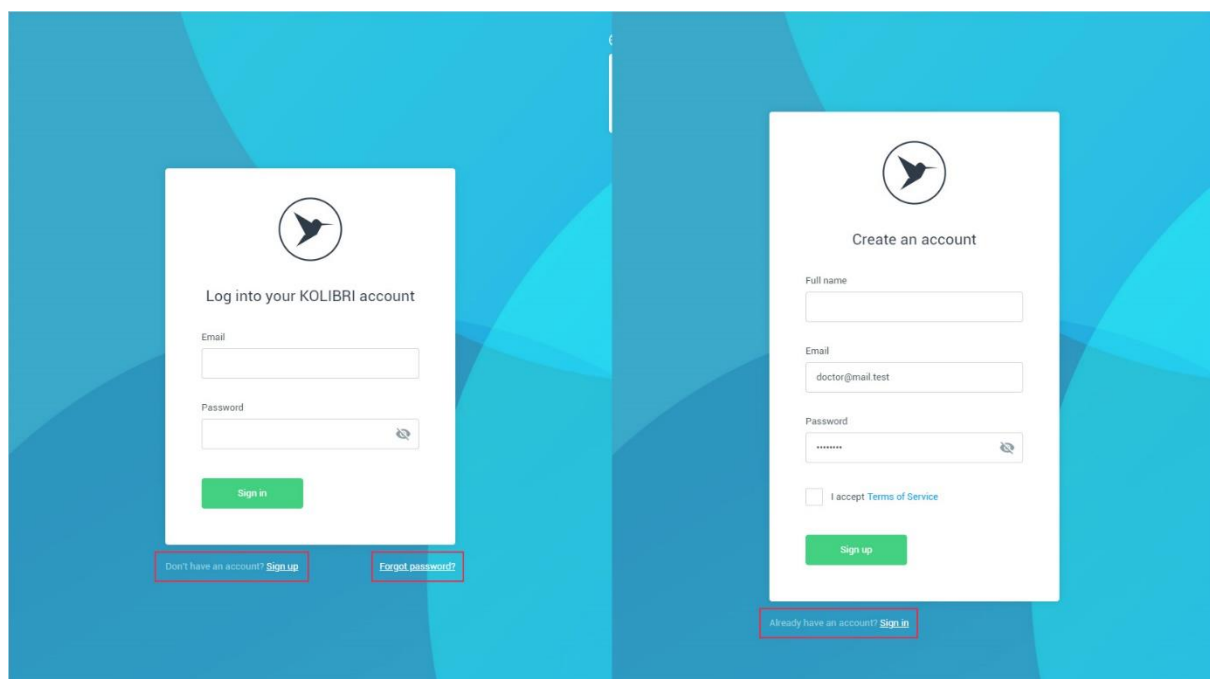 Log into your KOLIBRI account
Email
Password
Sign in
Don't have an account? Sign up
Forgot password?
Create an account
Full name
Email
doctor@mail.test
Password
••••••••
I accept Terms of Service
Sign up
Already have an account? Sign in